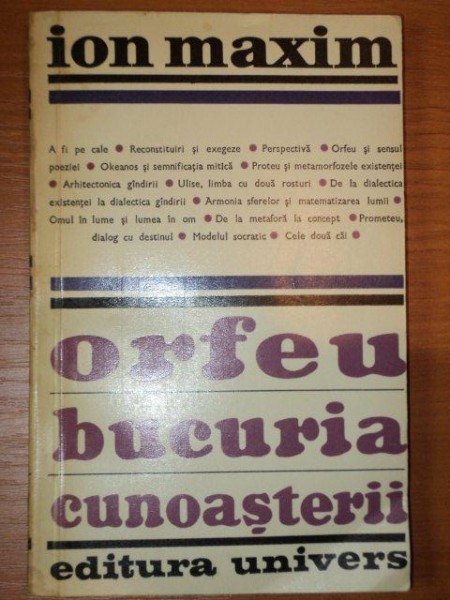 ion maxim
A fi pe cale ● Reconstituiri și exegeze ● Perspectivă ● Orfeu și sensul
poeziei ● Okeanos și semnificația mitică ● Proteu și metamorfozele existenței
● Arhitectonica gîndirii ● Ulise, limba cu două rosturi ● De la dialectica
existenței la dialectica gîndirii ● Armonia sferelor și matematizarea lumii ●
Omul în lume și lumea în om ● De la metaforă la concept ● Prometeu,
dialog cu destinul ● Modelul socratic ● Cele două căi ●
orfeu
bucuria
cunoașterii
editura univers